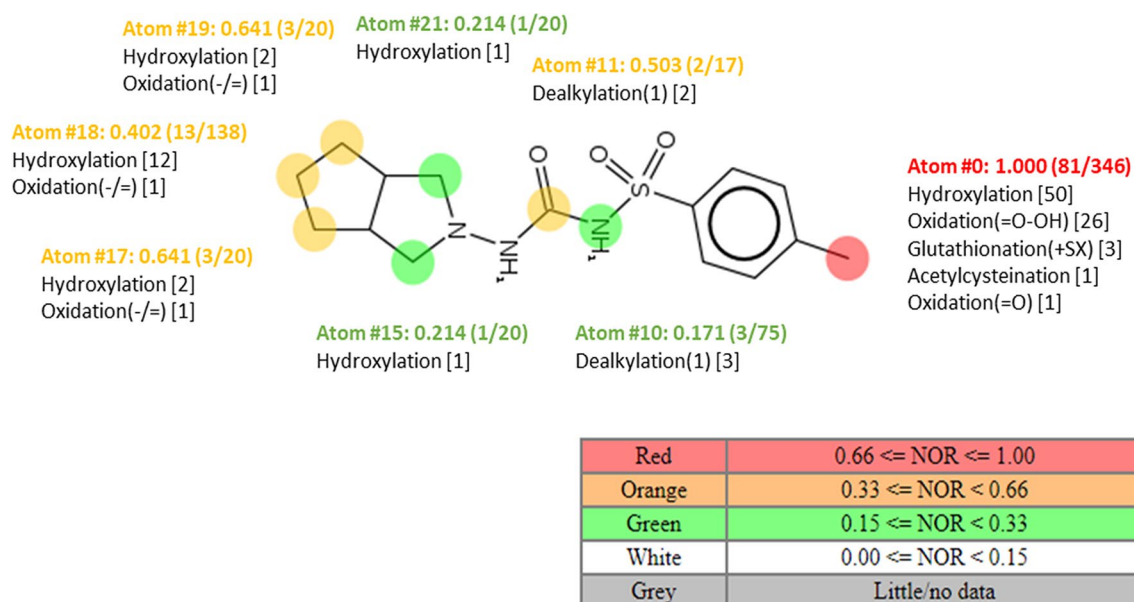 Atom #19: 0.641 (3/20)
Hydroxylation [2]
Oxidation(-/=) [1]
Atom #21: 0.214 (1/20)
Hydroxylation [1]
Atom #11: 0.503 (2/17)
Dealkylation(1) [2]
Atom #18: 0.402 (13/138)
Hydroxylation [12]
Oxidation(-/=) [1]
Atom #0: 1.000 (81/346)
Hydroxylation [50]
Oxidation(=O-OH) [26]
Glutathionation(+SX) [3]
Acetylcysteination [1]
Oxidation(=O) [1]
Atom #17: 0.641 (3/20)
Hydroxylation [2]
Oxidation(-/=) [1]
O
O
O
S
N
NH₁
NH₁
Atom #15: 0.214 (1/20)
Hydroxylation [1]
Atom #10: 0.171 (3/75)
Dealkylation(1) [3]
Red 0.66 <= NOR <= 1.00
Orange 0.33 <= NOR < 0.66
Green 0.15 <= NOR < 0.33
White 0.00 <= NOR < 0.15
Grey Little/no data